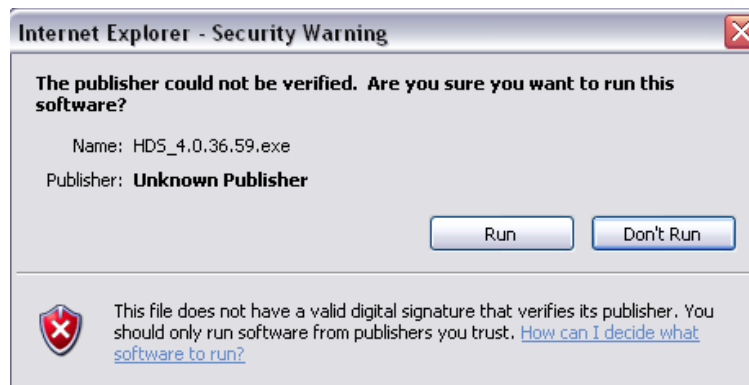 Internet Explorer - Security Warning
The publisher could not be verified. Are you sure you want to run this
software?
Name: HDS_4.0.36.59.exe
Publisher: Unknown Publisher
Run Don't Run
This file does not have a valid digital signature that verifies its publisher. You
should only run software from publishers you trust. How can I decide what
software to run?